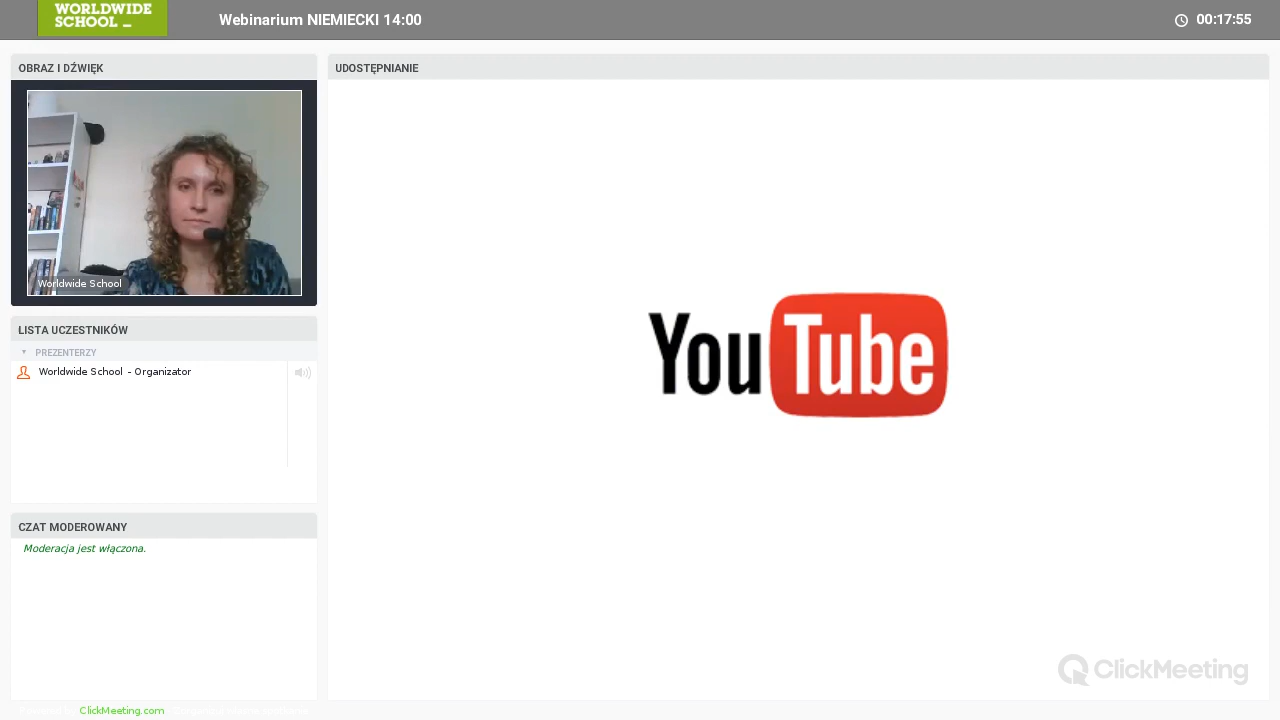 WORLDWIDE
SCHOOL
Webinarium NIEMIECKI 14:00
00:17:55
OBRAZ I DŹWIĘK
UDOSTĘPNIANIE
Worldwide School
LISTA UCZESTNIKÓW
PREZENTERZY
Worldwide School - Organizator
YouTube
CZAT MODEROWANY
Moderacja jest włączona.
ClickMeeting
ClickMeeting.com